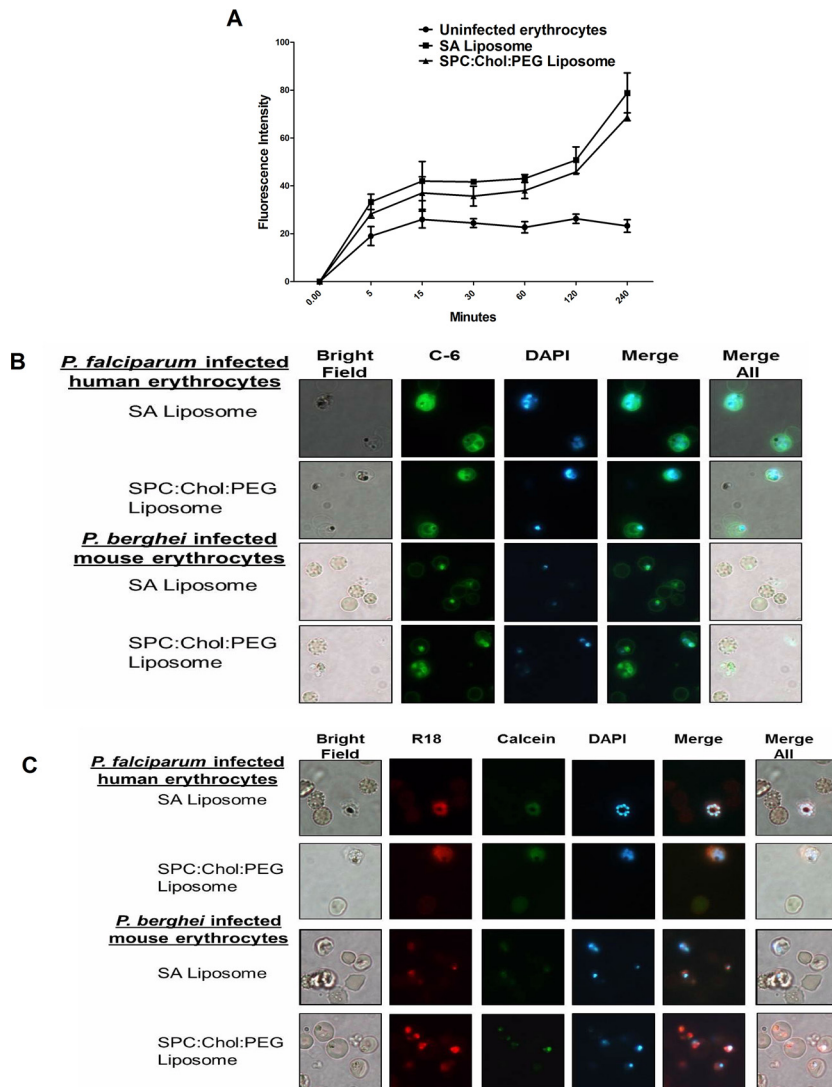 A
Uninfected erythrocytes
SA Liposome
SPC:Chol:PEG Liposome
100
80
60
40
20
0
Fluorescence Intensity
0.00 5 15 30 60 120 240
Minutes
B
P. falciparum infected
human erythrocytes
Bright
Field
C-6
DAPI
Merge
Merge
All
SA Liposome
SPC:Chol:PEG
Liposome
P. berghei infected
mouse erythrocytes
SA Liposome
SPC:Chol:PEG
Liposome
C
P. falciparum infected
human erythrocytes
Bright
Field
R18
Calcein
DAPI
Merge
Merge
All
SA Liposome
SPC:Chol:PEG
Liposome
P. berghei infected
mouse erythrocytes
SA Liposome
SPC:Chol:PEG
Liposome